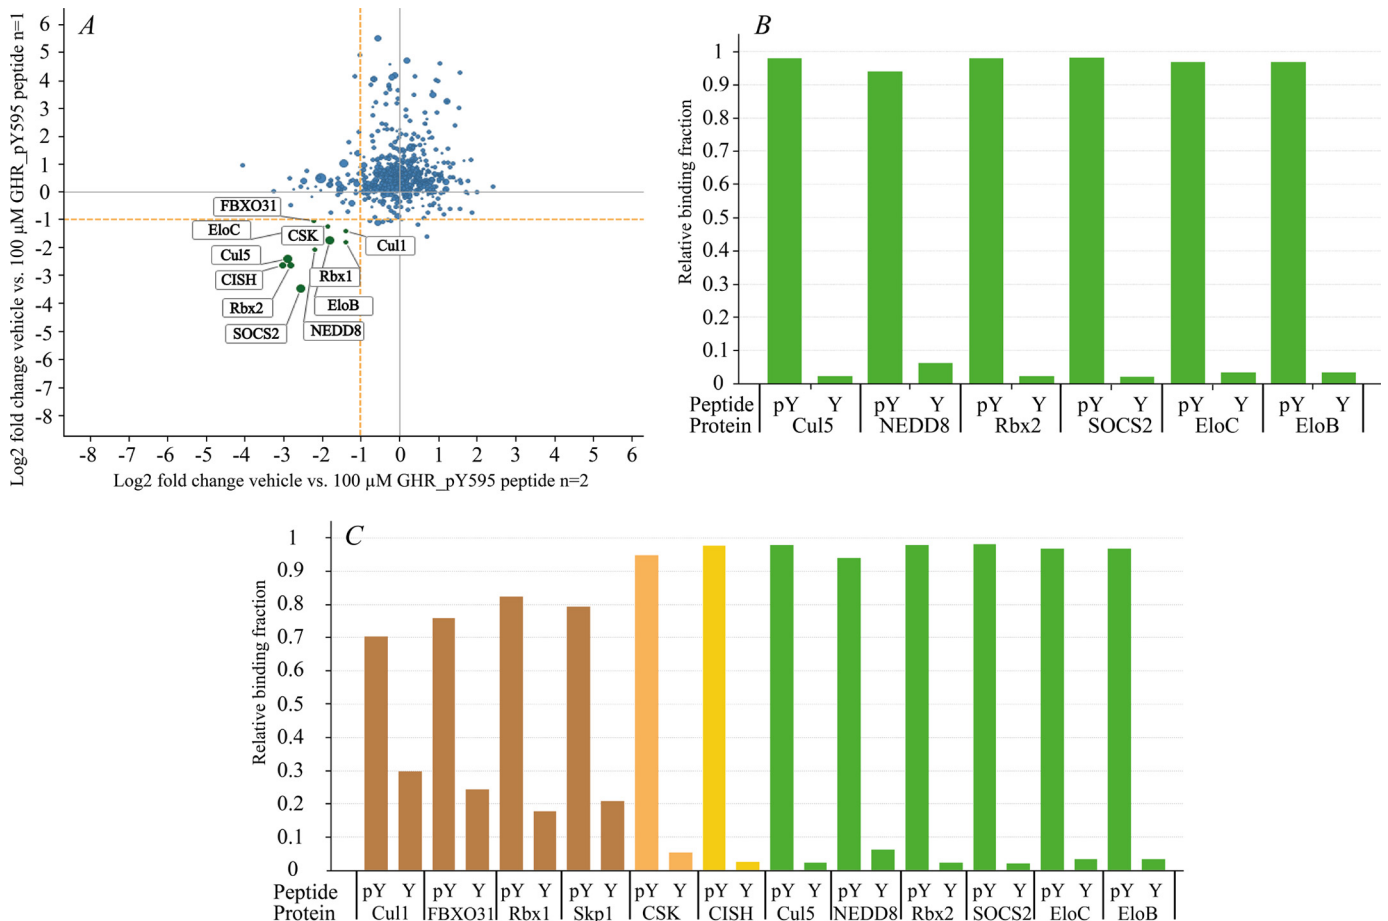 A
Log2 fold change vehicle vs. 100 µM GHR_pY595 peptide n=1
6
5
4
3
2
1
0
-1
-2
-3
-4
-5
-6
-7
-8
FBXO31
EloC
CSK
Cul1
Cul5
CISH
Rbx1
Rbx2
EloB
SOCS2
NEDD8
-8 -7 -6 -5 -4 -3 -2 -1 0 1 2 3 4 5 6
Log2 fold change vehicle vs. 100 µM GHR_pY595 peptide n=2
B
Relative binding fraction
1
0.9
0.8
0.7
0.6
0.5
0.4
0.3
0.2
0.1
0
Peptide pY Y pY Y pY Y pY Y pY Y pY Y
Protein Cul5 NEDD8 Rbx2 SOCS2 EloC EloB
C
Relative binding fraction
1
0.9
0.8
0.7
0.6
0.5
0.4
0.3
0.2
0.1
0
Peptide pY Y pY Y pY Y pY Y pY Y pY Y pY Y pY Y pY Y pY Y pY Y pY Y
Protein Cul1 FBXO31 Rbx1 Skp1 CSK CISH Cul5 NEDD8 Rbx2 SOCS2 EloC EloB